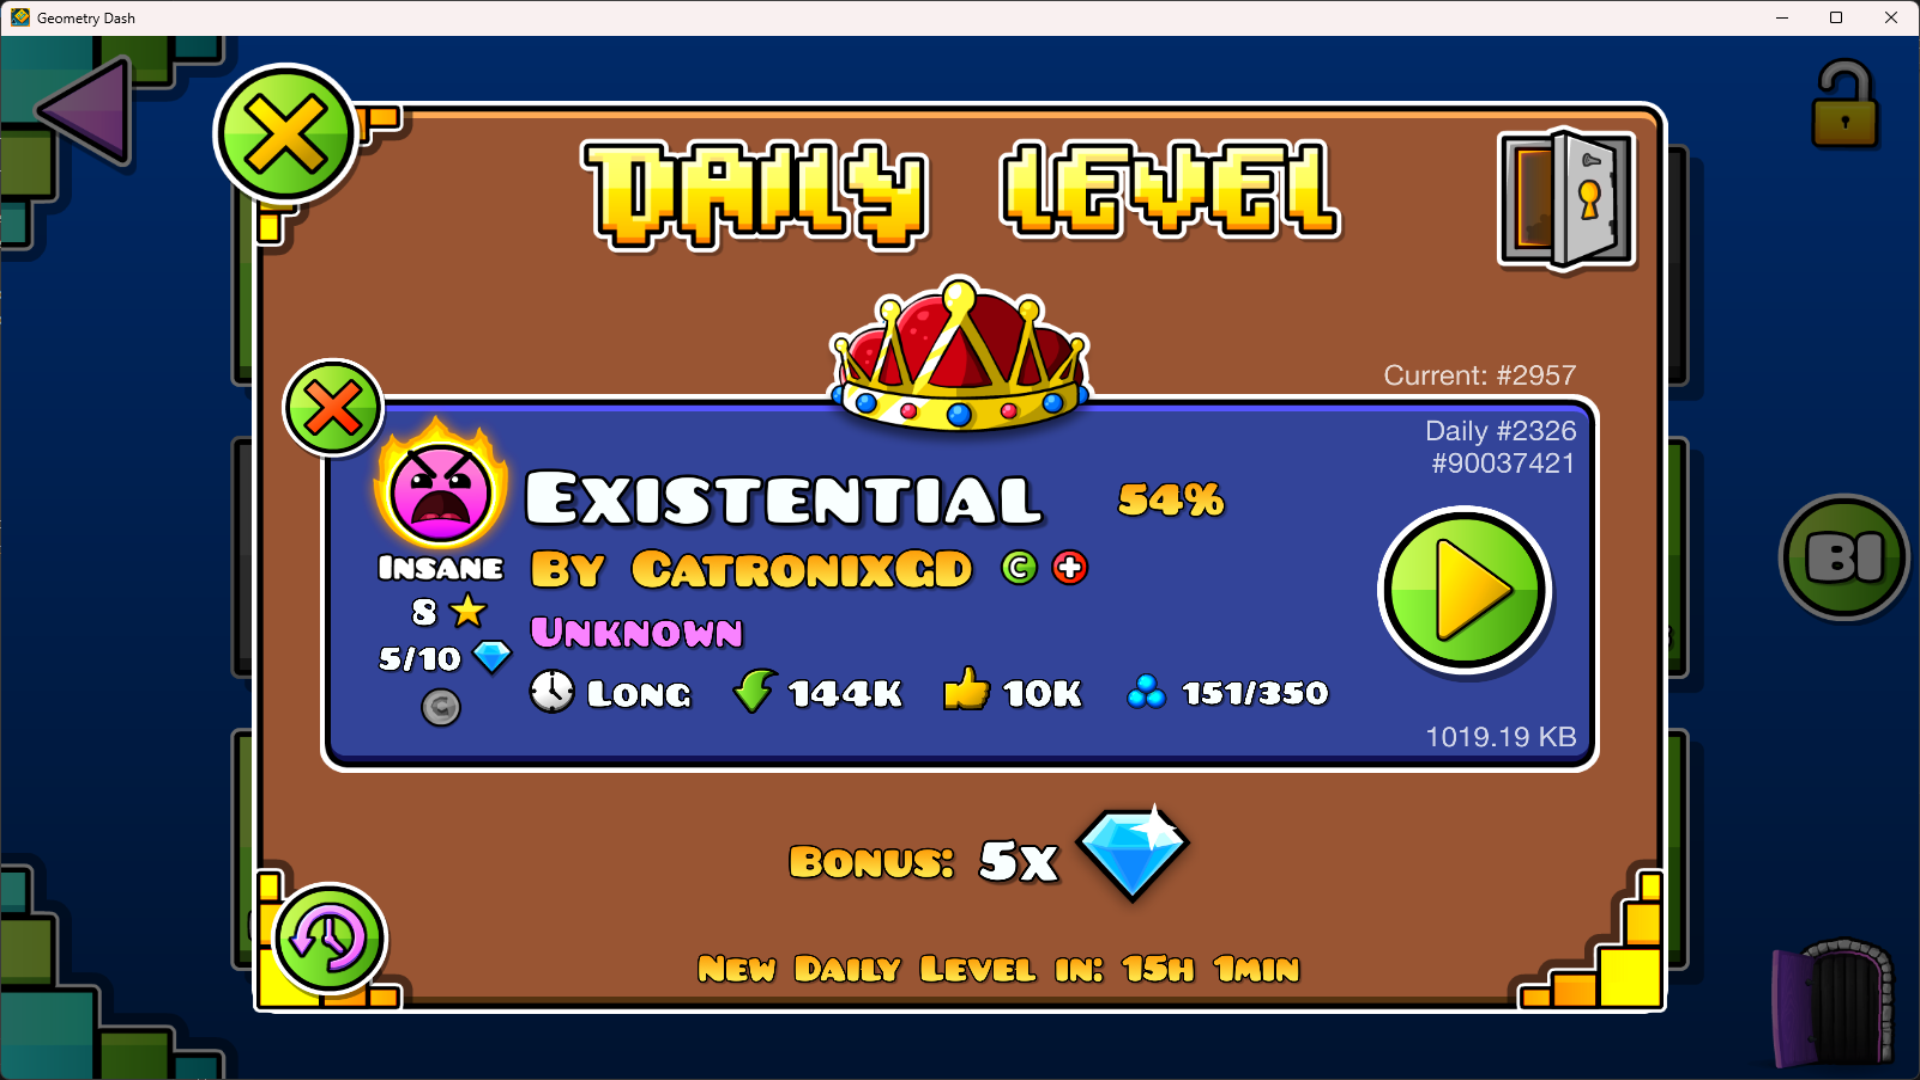 Geometry Dash
Daily Level
Current: #2957
Daily #2326
#90037421
Existential 54%
Insane
By CatronixGD
8
Unknown
5/10
Long 144K 10K 151/350
1019.19 KB
BI
Bonus: 5x
New Daily Level in: 15h 1min